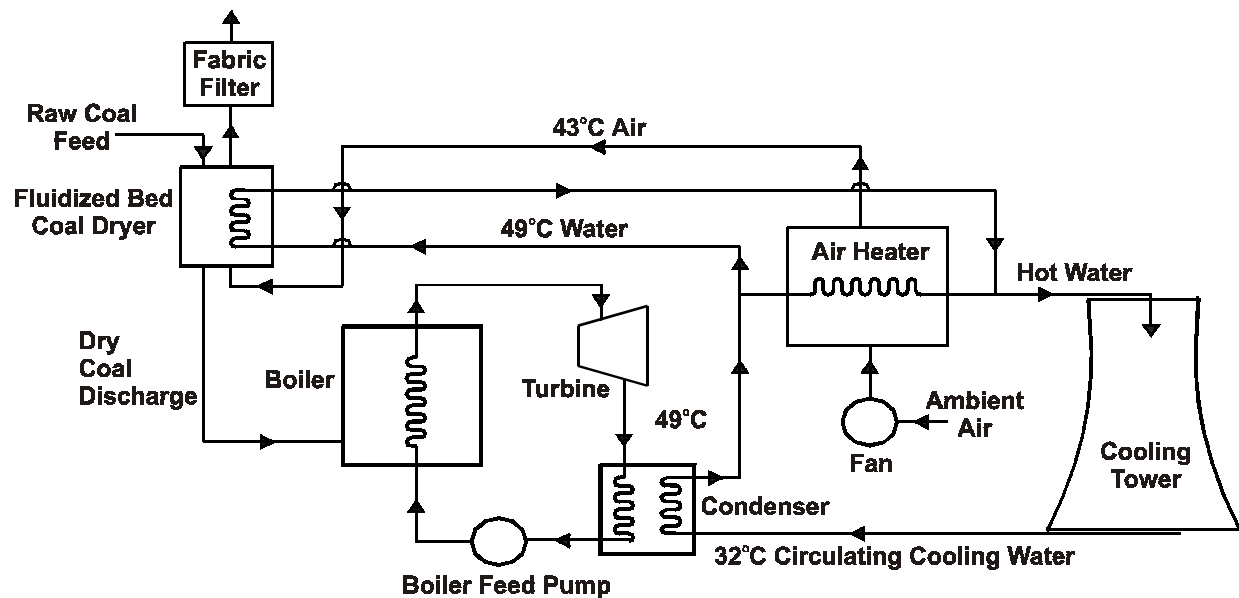 Fabric
Filter
Raw Coal
Feed
43°C Air
Fluidized Bed
Coal Dryer
49°C Water
Air Heater
Hot Water
Dry
Coal
Discharge
Boiler
Turbine
49°C
Ambient
Air
Fan
Cooling
Tower
Condenser
32°C Circulating Cooling Water
Boiler Feed Pump